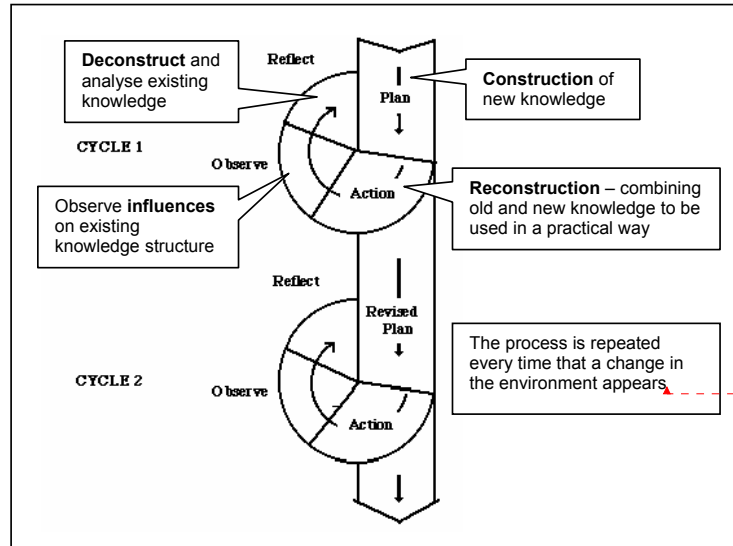 Reflect
Deconstruct and
analyse existing
knowledge
Plan
Construction of
new knowledge
CYCLE 1
Observe
Action
Observe influences
on existing
knowledge structure
Reconstruction – combining
old and new knowledge to be
used in a practical way
Reflect
Revised
Plan
CYCLE 2
Observe
Action
The process is repeated
every time that a change in
the environment appears